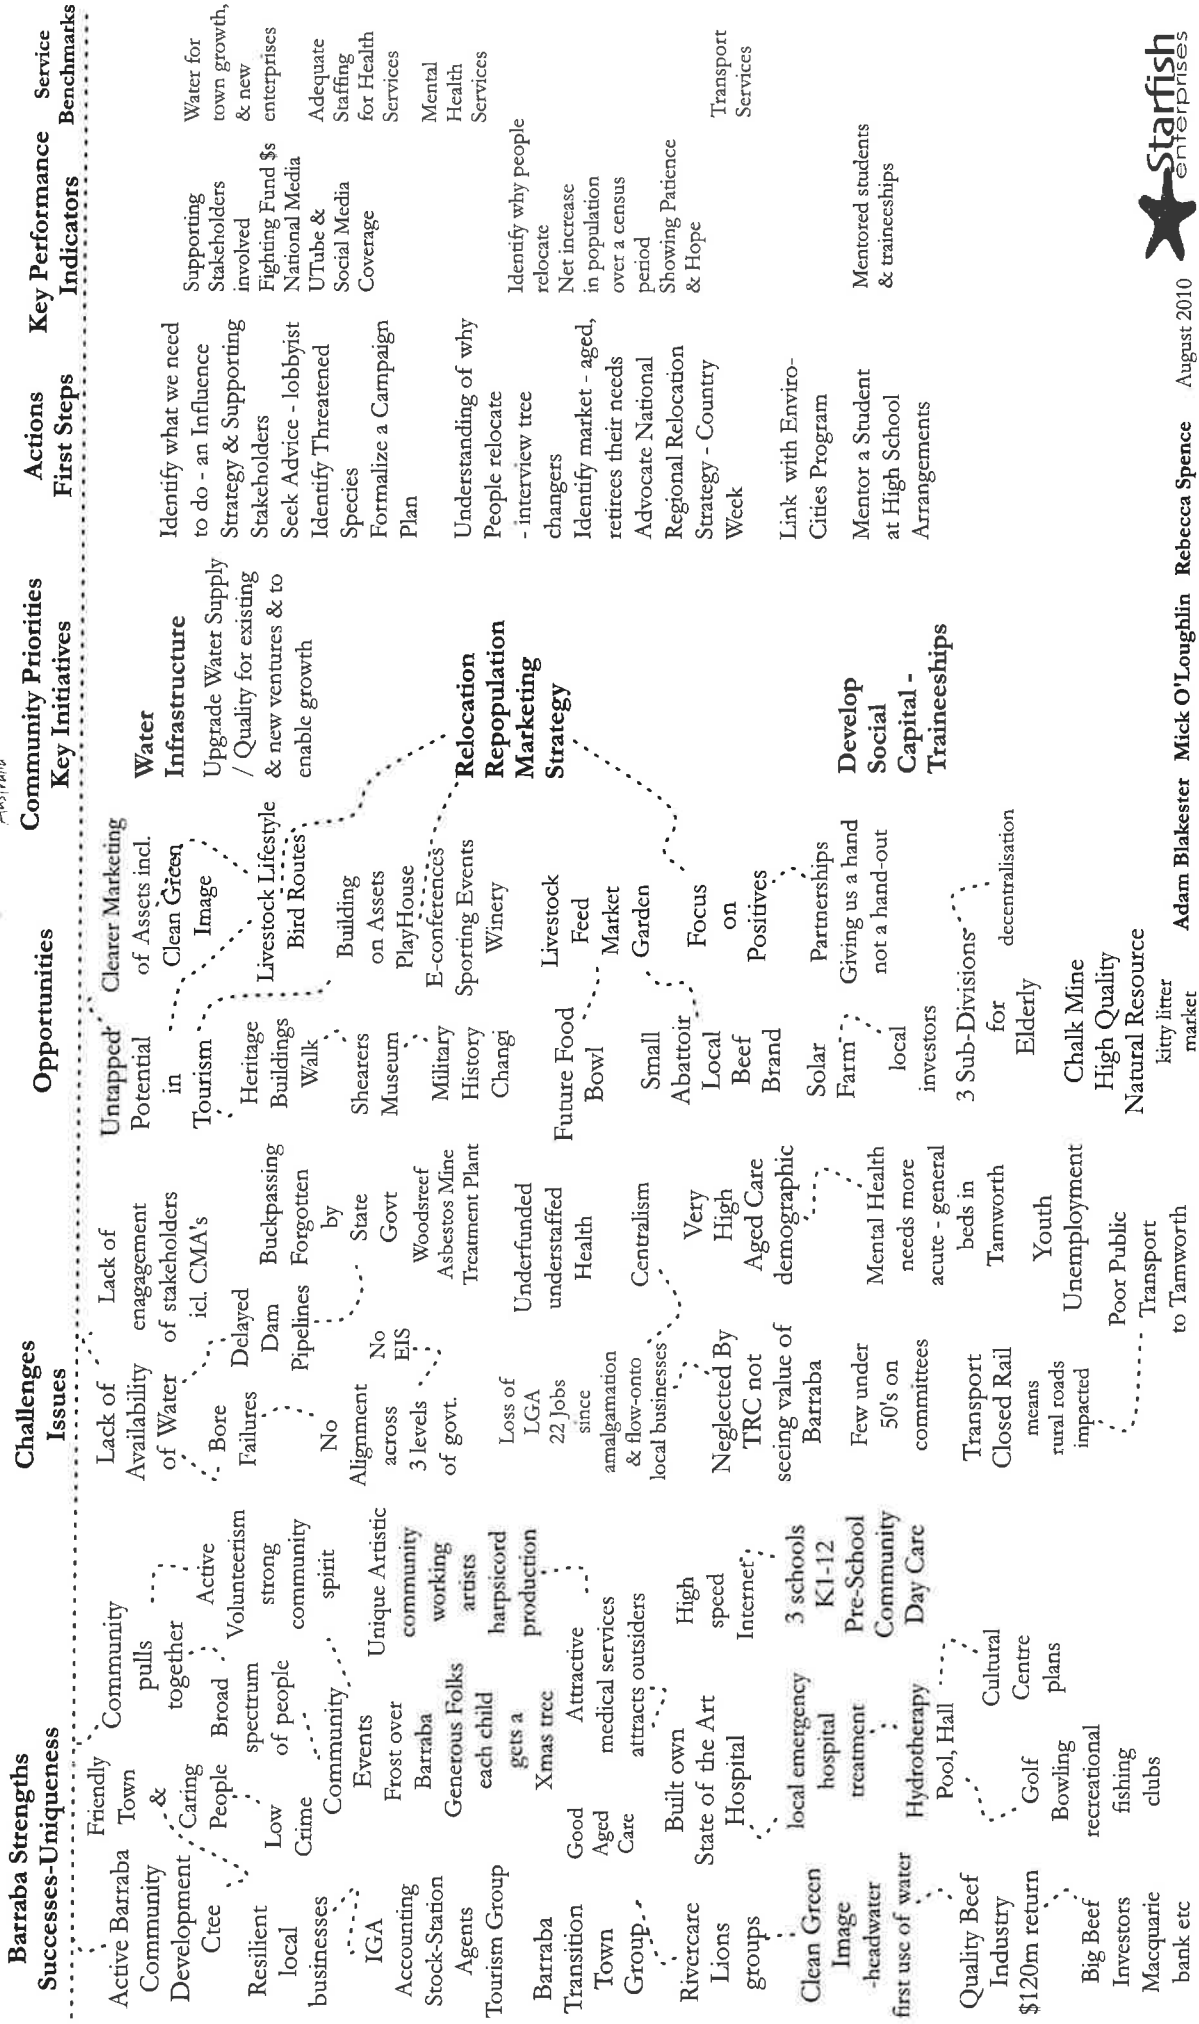 Barraba Strengths
Successes-Uniqueness
Active Barraba
Community
Development
Ctee
Resilient
local
businesses
IGA
Accounting
Stock-Station
Agents
Tourism Group
Barraba
Transition
Town
Group
Rivercare
Lions
groups
Clean Green
Image
-headwater
first use of water
Quality Beef
Industry
$120m return
Big Beef
Investors
Macquarie
bank etc
Friendly
Town
&
Caring
People
Low
Crime
Community
pulls
together
Broad
spectrum
of people
Community
Events
Frost over
Barraba
Generous Folks
each child
gets a
Xmas tree
Good
Aged
Care
Attractive
medical services
attracts outsiders
Built own
State of the Art
Hospital
local emergency
hospital
treatment
Hydrotherapy
Pool, Hall
Golf
Bowling
recreational
fishing
clubs
Cultural
Centre
plans
Active
Volunteerism
strong
community
spirit
Unique Artistic
community
working
artists
harpsicord
production
High
speed
Internet
3 schools
K1-12
Pre-School
Community
Day Care
Challenges
Issues
Lack of
Availability
of Water
Bore
Failures
No
Alignment
across
3 levels
of govt.
Delayed
Dam
Pipelines
No
EIS
Loss of
LGA
22 Jobs
since
amalgamation
& flow-onto
local businesses
Neglected By
TRC not
seeing value of
Barraba
Few under
50's on
committees
Transport
Closed Rail
means
rural roads
impacted
Lack of
enagagement
of stakeholders
icl. CMA's
Buckpassing
Forgotten
by
State
Govt
Woodsreef
Asbestos Mine
Treatment Plant
Underfunded
understaffed
Health
Centralism
Very
High
Aged Care
demographic
Mental Health
needs more
acute - general
beds in
Tamworth
Youth
Unemployment
Poor Public
Transport
to Tamworth
Opportunities
Untapped
Potential
in
Tourism
Heritage
Buildings
Walk
Shearers
Museum
Military
History
Changi
Future Food
Bowl
Small
Abattoir
Local
Beef
Brand
Solar
Farm
local
investors
3 Sub-Divisions
for
Elderly
Chalk Mine
High Quality
Natural Resource
kitty litter
market
Clearer Marketing
of Assets incl.
Clean Green
Image
Livestock Lifestyle
Bird Routes
Building
on Assets
PlayHouse
E-conferences
Sporting Events
Winery
Livestock
Feed
Market
Garden
Focus
on
Positives
Partnerships
Giving us a hand
not a hand-out
decentralisation
Australia
Community Priorities
Key Initiatives
Water
Infrastructure
Upgrade Water Supply
/ Quality for existing
& new ventures & to
enable growth
Relocation
Repopulation
Marketing
Strategy
Develop
Social
Capital -
Traineeships
Actions
First Steps
Identify what we need
to do - an Influence
Strategy & Supporting
Stakeholders
Seek Advice - lobbyist
Identify Threatened
Species
Formalize a Campaign
Plan
Understanding of why
People relocate
- interview tree
changers
Identify market - aged,
retirees their needs
Advocate National
Regional Relocation
Strategy - Country
Week
Link with Enviro-
Cities Program
Mentor a Student
at High School
Arrangements
Key Performance
Indicators
Supporting
Stakeholders
involved
Fighting Fund $s
National Media
UTube &
Social Media
Coverage
Identify why people
relocate
Net increase
in population
over a census
period
Showing Patience
& Hope
Mentored students
& traineeships
Service
Benchmarks
Water for
town growth,
& new
enterprises
Adequate
Staffing
for Health
Services
Mental
Health
Services
Transport
Services
Adam Blakester Mick O'Loughlin Rebecca Spence August 2010
Starfish
enterprises